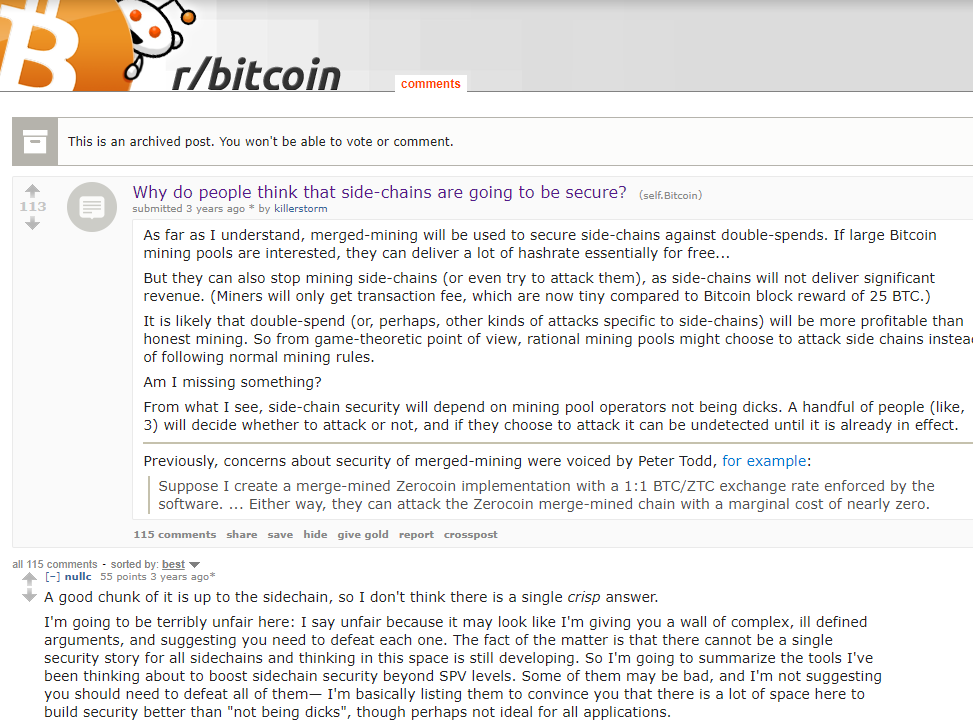 r/bitcoin
comments
This is an archived post. You won't be able to vote or comment.
Why do people think that side-chains are going to be secure? (self.Bitcoin)
113
submitted 3 years ago * by killerstorm
As far as I understand, merged-mining will be used to secure side-chains against double-spends. If large Bitcoin
mining pools are interested, they can deliver a lot of hashrate essentially for free...
But they can also stop mining side-chains (or even try to attack them), as side-chains will not deliver significant
revenue. (Miners will only get transaction fee, which are now tiny compared to Bitcoin block reward of 25 BTC.)
It is likely that double-spend (or, perhaps, other kinds of attacks specific to side-chains) will be more profitable than
honest mining. So from game-theoretic point of view, rational mining pools might choose to attack side chains instea
of following normal mining rules.
Am I missing something?
From what I see, side-chain security will depend on mining pool operators not being dicks. A handful of people (like,
3) will decide whether to attack or not, and if they choose to attack it can be undetected until it is already in effect.
Previously, concerns about security of merged-mining were voiced by Peter Todd, for example:
Suppose I create a merge-mined Zerocoin implementation with a 1:1 BTC/ZTC exchange rate enforced by the
software. ... Either way, they can attack the Zerocoin merge-mined chain with a marginal cost of nearly zero.
115 comments share save hide give gold report crosspost
all 115 comments - sorted by: best
[–] nullc 55 points 3 years ago*
A good chunk of it is up to the sidechain, so I don't think there is a single crisp answer.
I'm going to be terribly unfair here: I say unfair because it may look like I'm giving you a wall of complex, ill defined
arguments, and suggesting you need to defeat each one. The fact of the matter is that there cannot be a single
security story for all sidechains and thinking in this space is still developing. So I'm going to summarize the tools I've
been thinking about to boost sidechain security beyond SPV levels. Some of them may be bad, and I'm not suggesting
you should need to defeat all of them— I'm basically listing them to convince you that there is a lot of space here to
build security better than "not being dicks", though perhaps not ideal for all applications.